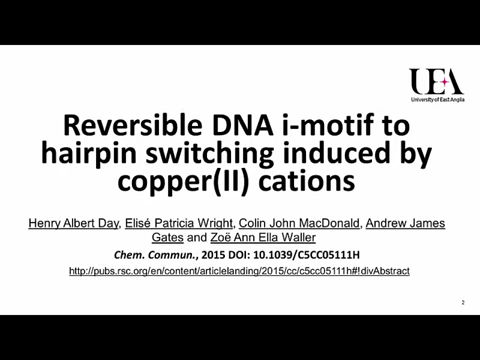 UEA
University of East Anglia
Reversible DNA i-motif to
hairpin switching induced by
copper(II) cations
Henry Albert Day, Elisé Patricia Wright, Colin John MacDonald, Andrew James
Gates and Zoë Ann Ella Waller
Chem. Commun., 2015 DOI: 10.1039/C5CC05111H
http://pubs.rsc.org/en/content/articlelanding/2015/cc/c5cc05111h#!divAbstract
2